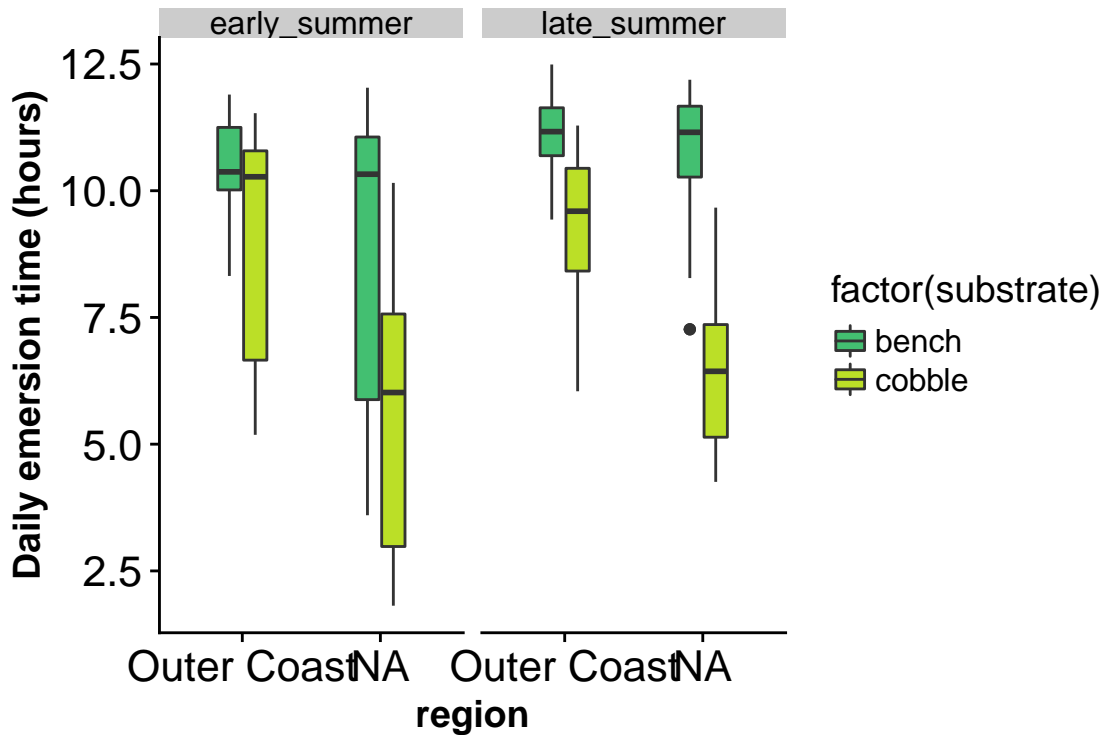 early_summer
late_summer
Daily emersion time (hours)
12.5
10.0
7.5
5.0
2.5
Outer Coast
NA
Outer Coast
NA
region
factor(substrate)
bench
cobble